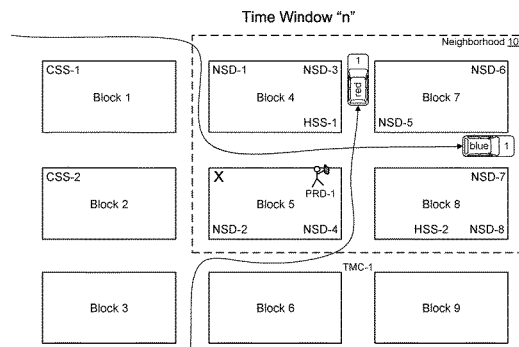 Time Window "n"
Neighborhood 10
CSS-1
Block 1
NSD-1
NSD-3
Block 4
HSS-1
1
red
NSD-6
Block 7
NSD-5
blue
1
CSS-2
Block 2
X
PRD-1
Block 5
NSD-2
NSD-4
NSD-7
Block 8
HSS-2
NSD-8
TMC-1
Block 3
Block 6
Block 9